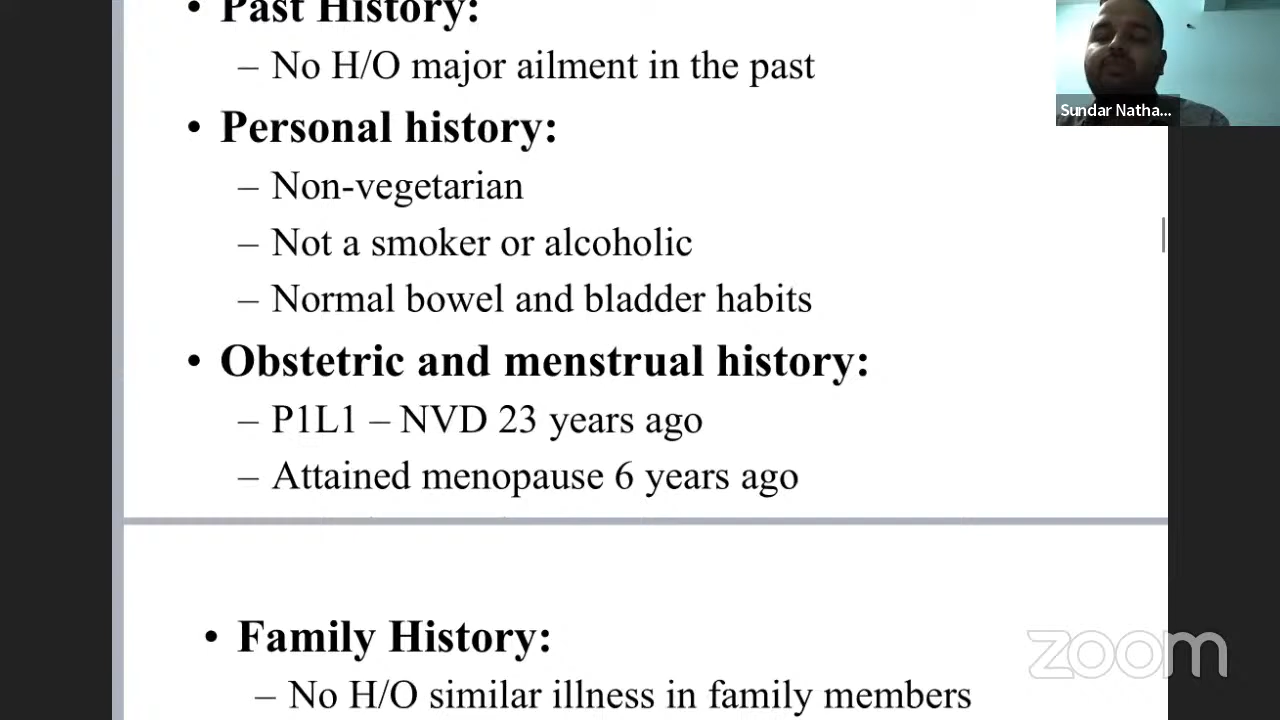 • Past History:
– No H/O major ailment in the past
Sundar Natha...
• Personal history:
– Non-vegetarian
– Not a smoker or alcoholic
– Normal bowel and bladder habits
• Obstetric and menstrual history:
– P1L1 – NVD 23 years ago
– Attained menopause 6 years ago
• Family History:
– No H/O similar illness in family members
zoom